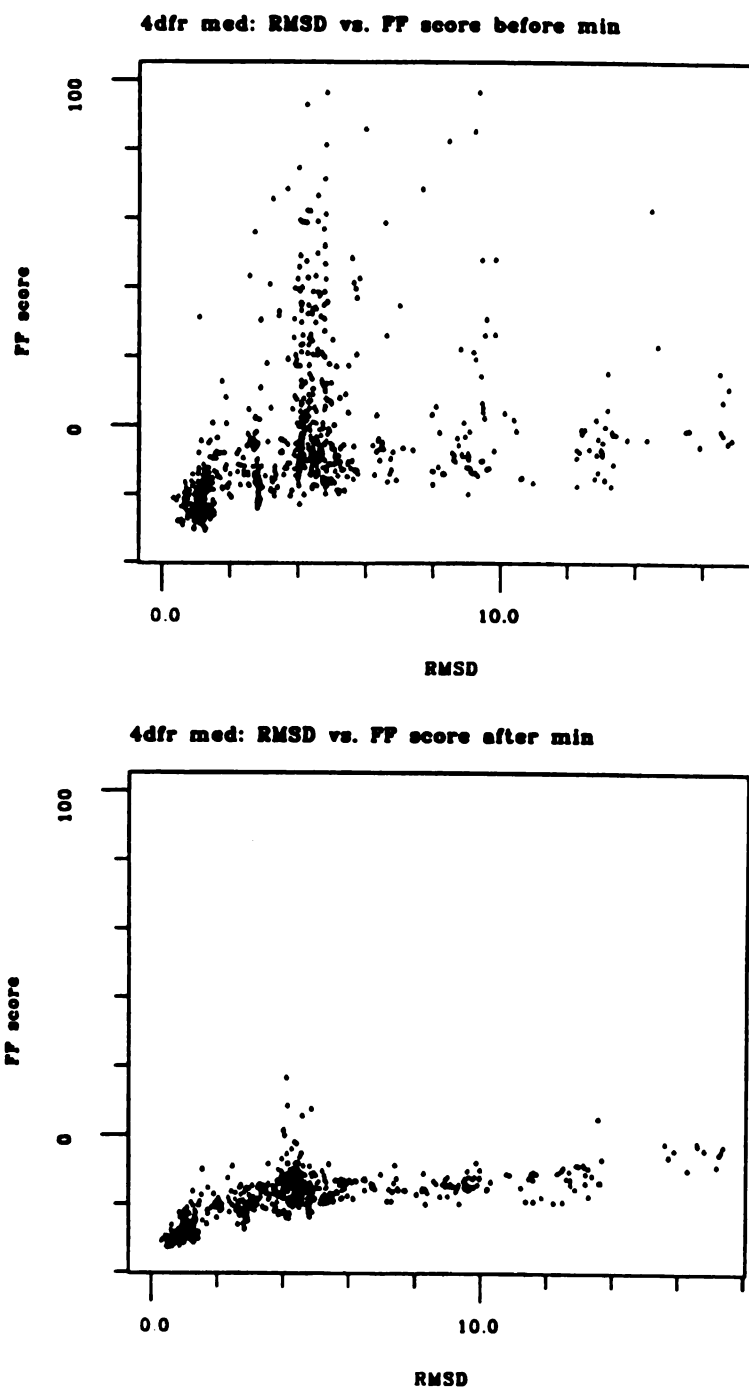 4dfr med: RMSD vs. FF score before min
100
FF score
0
0.0
10.0
RMSD
4dfr med: RMSD vs. FF score after min
100
FF score
0
0.0
10.0
RMSD